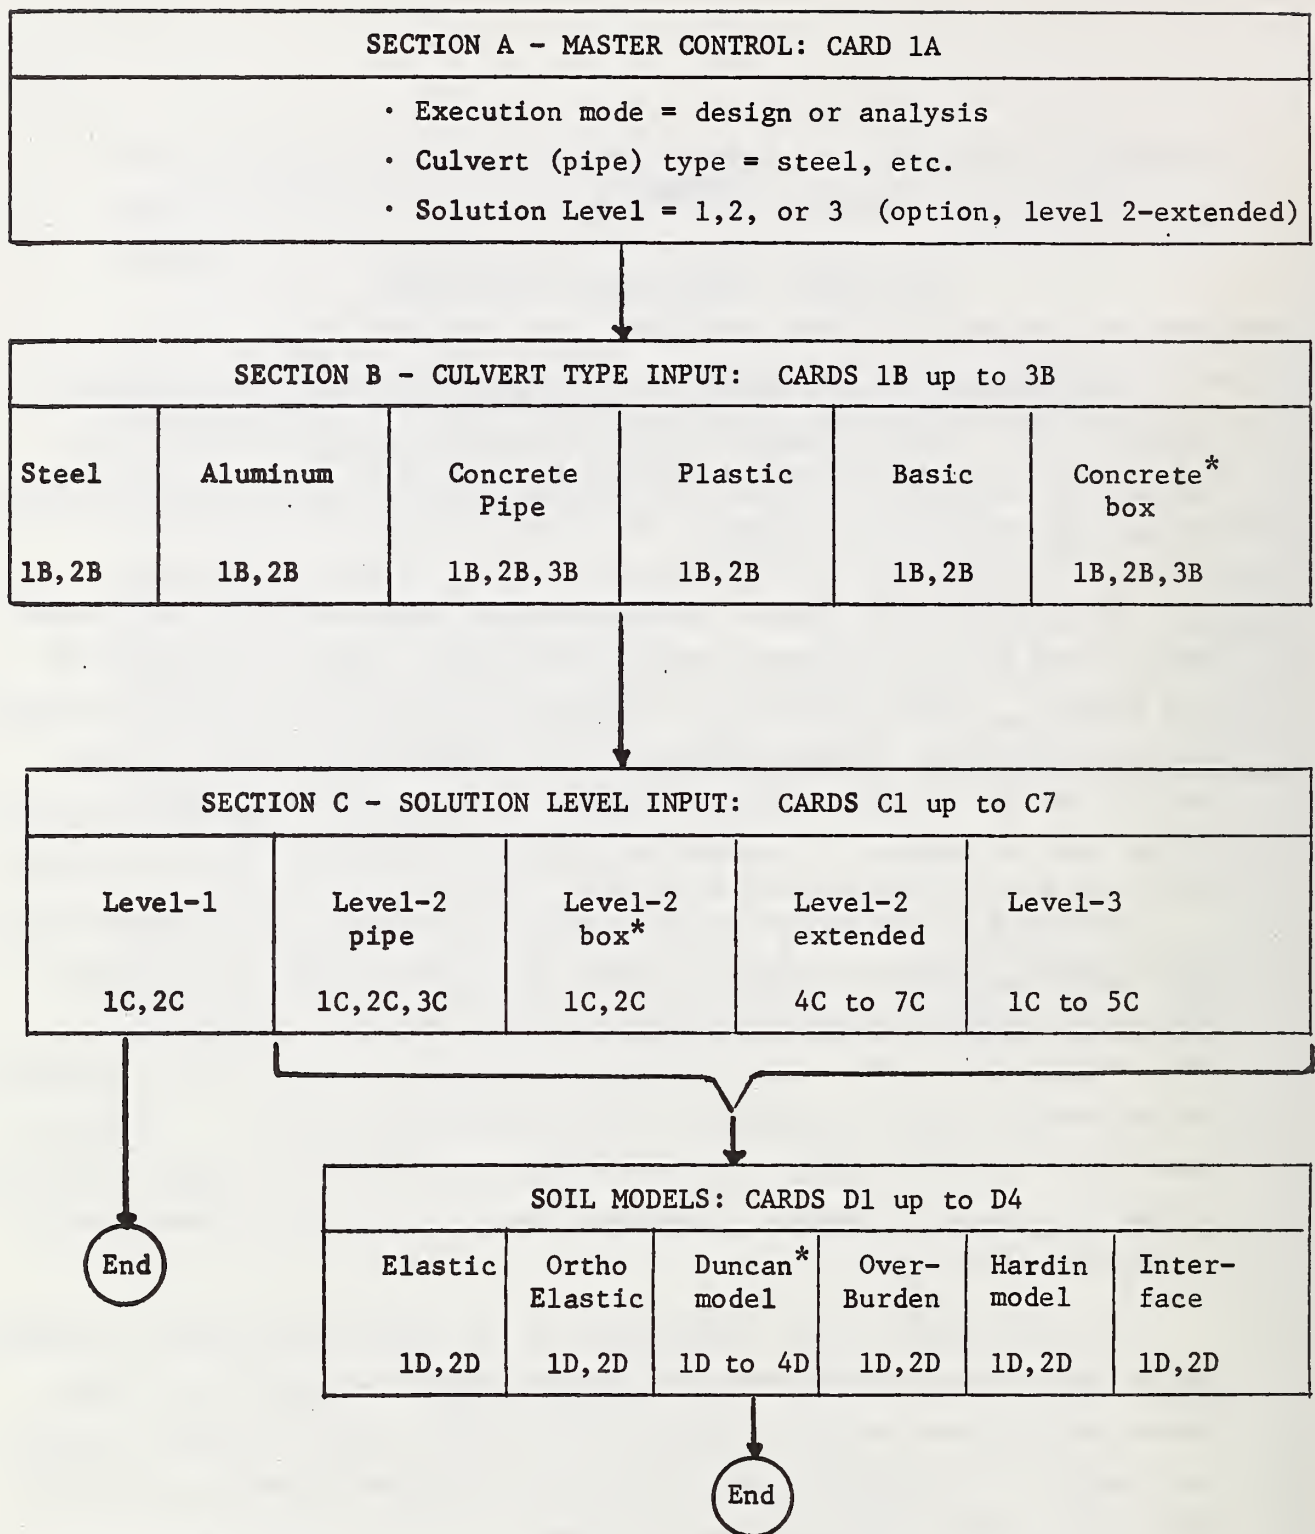 SECTION A - MASTER CONTROL: CARD 1A
· Execution mode = design or analysis
· Culvert (pipe) type = steel, etc.
· Solution Level = 1,2, or 3 (option, level 2-extended)
SECTION B - CULVERT TYPE INPUT: CARDS 1B up to 3B
Steel
1B,2B
Aluminum
1B,2B
Concrete
Pipe
1B,2B,3B
Plastic
1B,2B
Basic
1B,2B
Concrete*
box
1B,2B,3B
SECTION C - SOLUTION LEVEL INPUT: CARDS C1 up to C7
Level-1
1C,2C
Level-2
pipe
1C,2C,3C
Level-2
box*
1C,2C
Level-2
extended
4C to 7C
Level-3
1C to 5C
End
SOIL MODELS: CARDS D1 up to D4
Elastic
1D,2D
Ortho
Elastic
1D,2D
Duncan*
model
1D to 4D
Over-
Burden
1D,2D
Hardin
model
1D,2D
Inter-
face
1D,2D
End